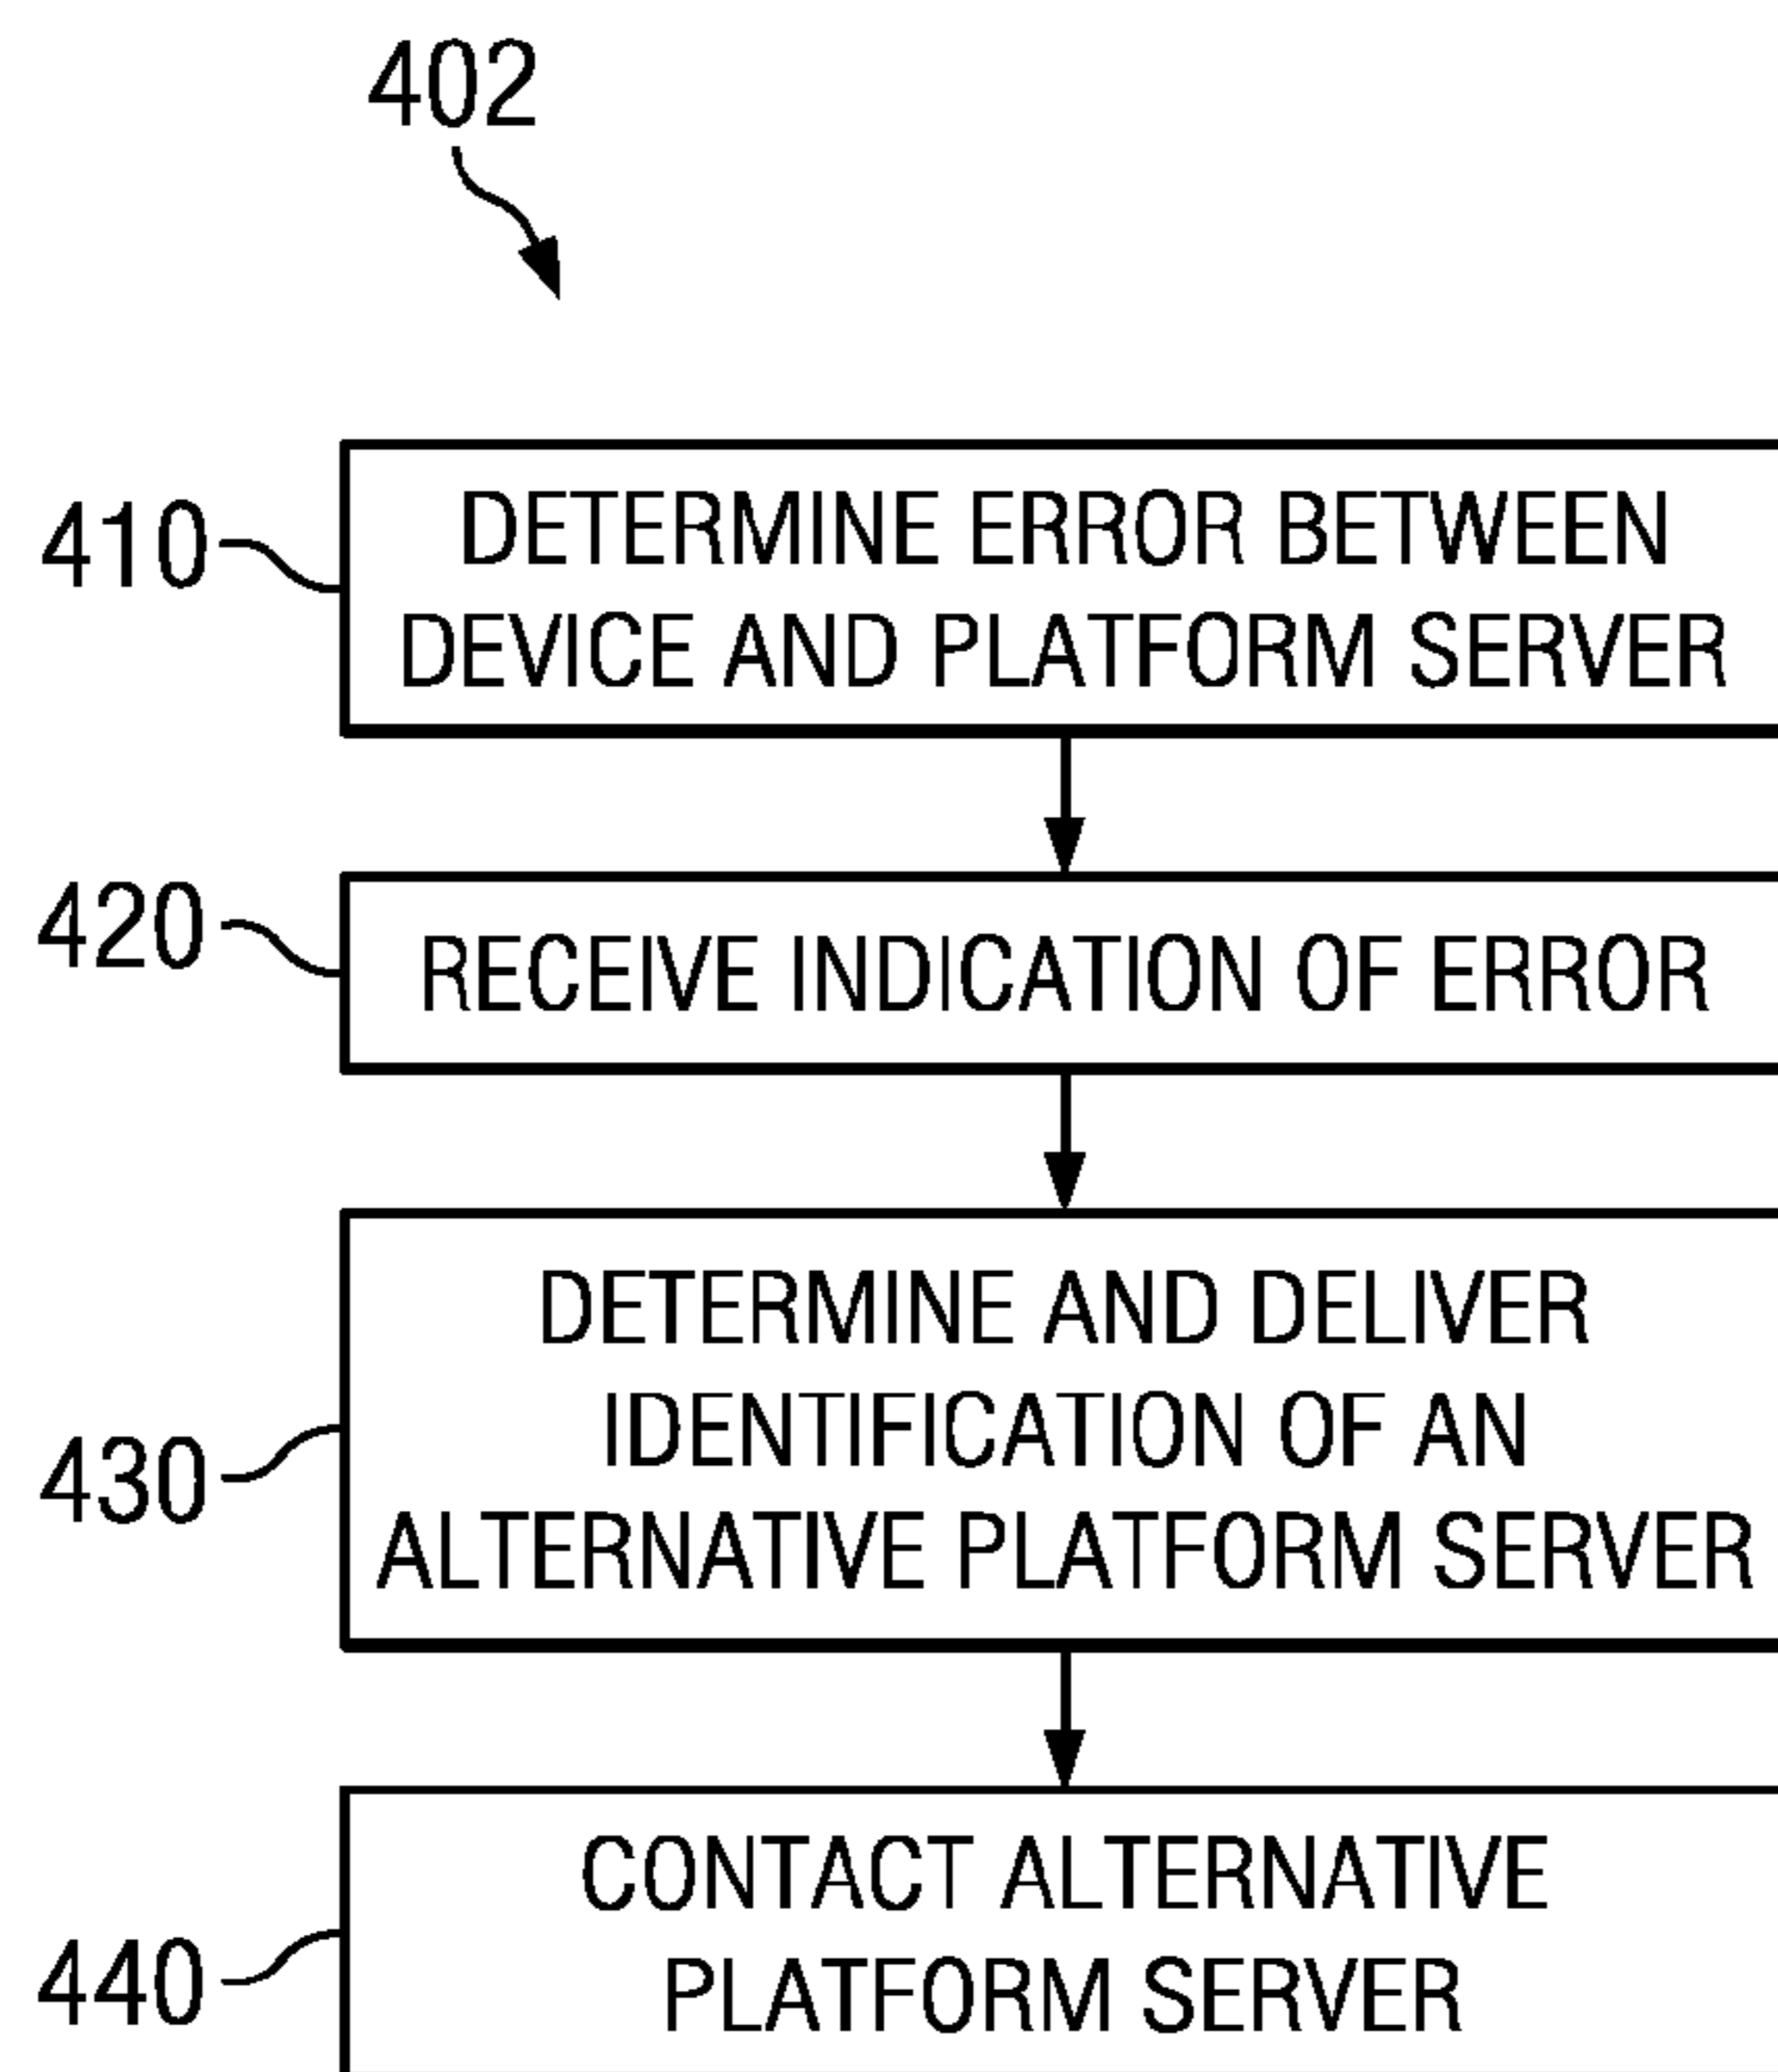 402
410
DETERMINE ERROR BETWEEN
DEVICE AND PLATFORM SERVER
420
RECEIVE INDICATION OF ERROR
430
DETERMINE AND DELIVER
IDENTIFICATION OF AN
ALTERNATIVE PLATFORM SERVER
440
CONTACT ALTERNATIVE
PLATFORM SERVER